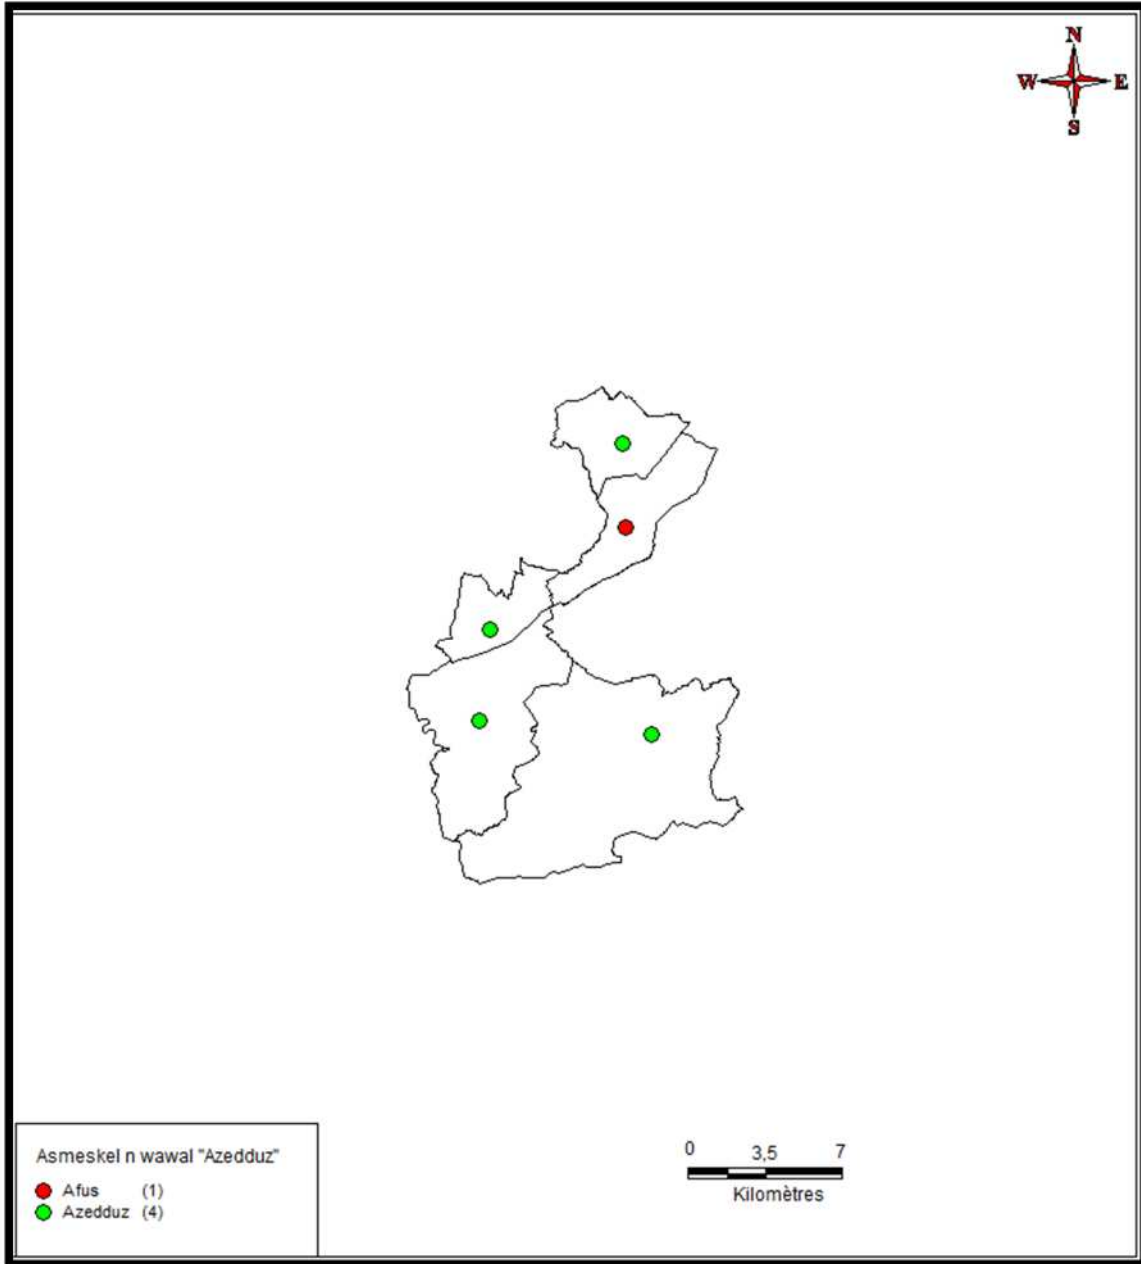 N
W E
S
Asmeskel n wawal "Azedduz"
Afus (1)
Azedduz (4)
0 3,5 7
Kilomètres